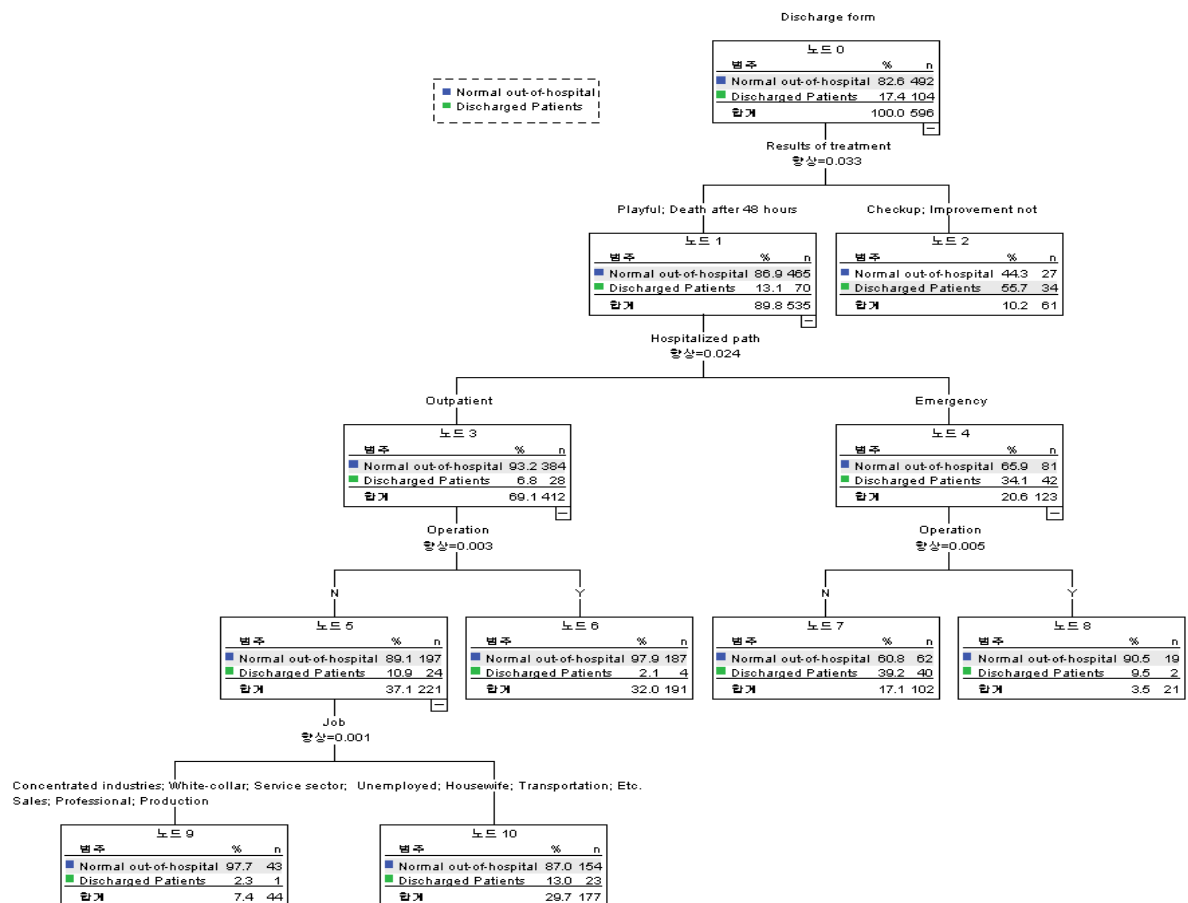 Discharge form
노드 0
범주 % n
Normal out-of-hospital 82.6 492
Discharged Patients 17.4 104
합계 100.0 596
Normal out-of-hospital
Discharged Patients
Results of treatment
향상=0.033
Playful; Death after 48 hours
Checkup; Improvement not
노드 1
범주 % n
Normal out-of-hospital 86.9 465
Discharged Patients 13.1 70
합계 89.8 535
노드 2
범주 % n
Normal out-of-hospital 44.3 27
Discharged Patients 55.7 34
합계 10.2 61
Hospitalized path
향상=0.024
Outpatient
Emergency
노드 3
범주 % n
Normal out-of-hospital 93.2 384
Discharged Patients 6.8 28
합계 69.1 412
노드 4
범주 % n
Normal out-of-hospital 65.9 81
Discharged Patients 34.1 42
합계 20.6 123
Operation
향상=0.003
Operation
향상=0.005
N
Y
N
Y
노드 5
범주 % n
Normal out-of-hospital 89.1 197
Discharged Patients 10.9 24
합계 37.1 221
노드 6
범주 % n
Normal out-of-hospital 97.9 187
Discharged Patients 2.1 4
합계 32.0 191
노드 7
범주 % n
Normal out-of-hospital 60.8 62
Discharged Patients 39.2 40
합계 17.1 102
노드 8
범주 % n
Normal out-of-hospital 90.5 19
Discharged Patients 9.5 2
합계 3.5 21
Job
향상=0.001
Concentrated industries; White-collar; Service sector;
Sales; Professional; Production
Unemployed; Housewife; Transportation; Etc.
노드 9
범주 % n
Normal out-of-hospital 97.7 43
Discharged Patients 2.3 1
합계 7.4 44
노드 10
범주 % n
Normal out-of-hospital 87.0 154
Discharged Patients 13.0 23
합계 29.7 177